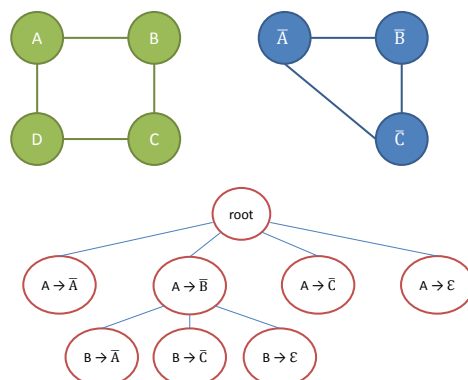 A B A̅ B̅
D C C̅
root
A → A̅ A → B̅ A → C̅ A → ε
B → A̅ B → C̅ B → ε